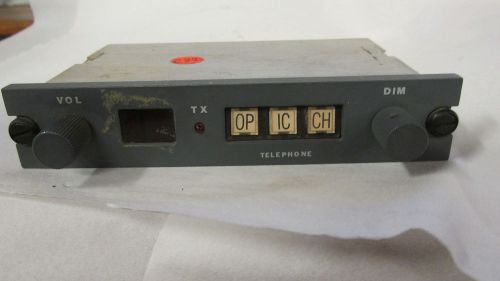 VOL
TX
OP IC CH
DIM
TELEPHONE